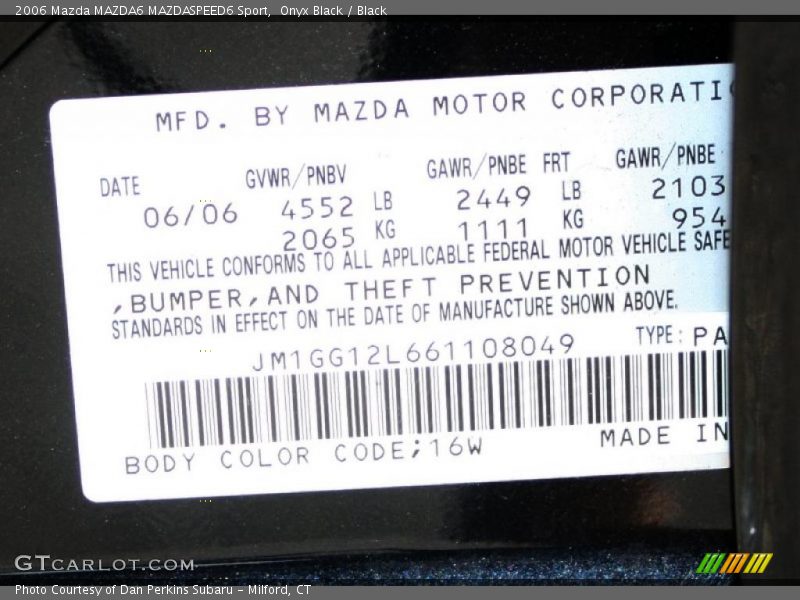 2006 Mazda MAZDA6 MAZDASPEED6 Sport,  Onyx Black / Black
MFD. BY MAZDA MOTOR CORPORATI
DATE GVWR/PNBV GAWR/PNBE FRT GAWR/PNBE
06/06 4552 LB 2449 LB 2103
2065 KG 1111 KG 954
THIS VEHICLE CONFORMS TO ALL APPLICABLE FEDERAL MOTOR VEHICLE SAFE
,BUMPER,AND THEFT PREVENTION
STANDARDS IN EFFECT ON THE DATE OF MANUFACTURE SHOWN ABOVE.
JM1GG12L661108049 TYPE: PA
BODY COLOR CODE;16W MADE IN
GTCARLOT.COM
Photo Courtesy of Dan Perkins Subaru - Milford, CT